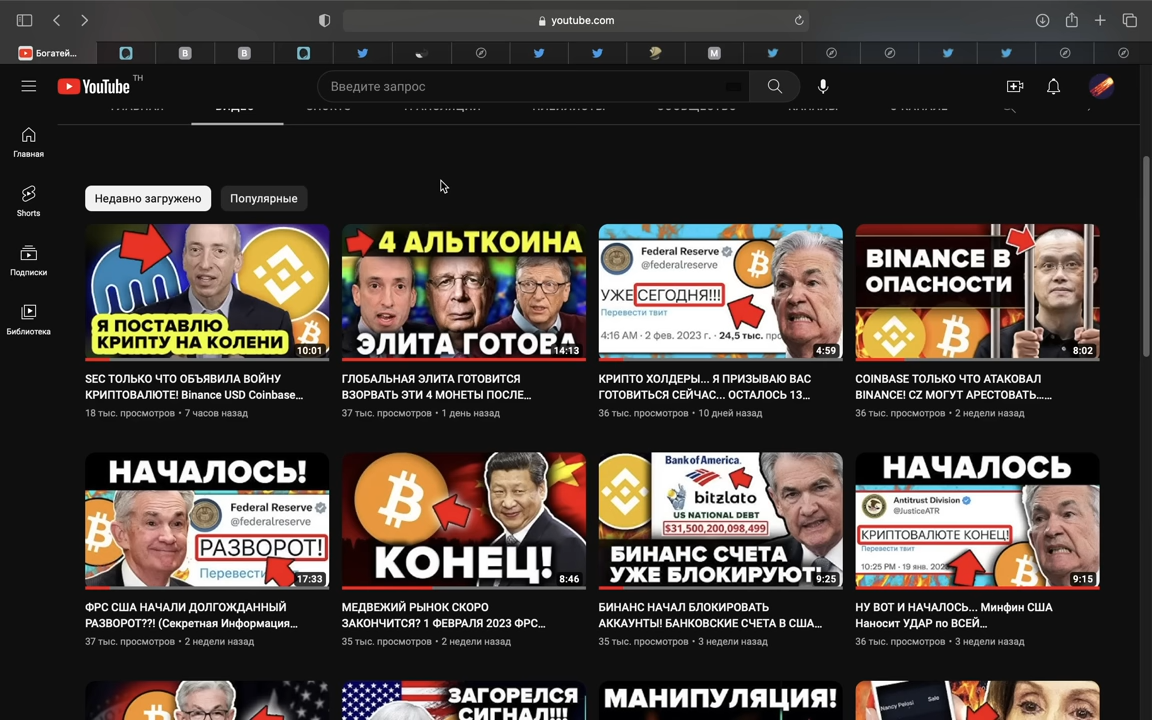 youtube.com
Богатей...
B
B
M
YouTube TH
Введите запрос
Главная
Shorts
Подписки
Библиотека
Недавно загружено
Популярные
Я ПОСТАВЛЮ
КРИПТУ НА КОЛЕНИ
10:01
4 АЛЬТКОИНА
ЭЛИТА ГОТОВА
14:13
Federal Reserve
@federalreserve
УЖЕ СЕГОДНЯ!!!
Перевести твит
4:16 AM · 2 фев. 2023 г. · 24,5 тыс.
4:59
BINANCE В
ОПАСНОСТИ
8:02
SEC ТОЛЬКО ЧТО ОБЪЯВИЛА ВОЙНУ
КРИПТОВАЛЮТЕ! Binance USD Coinbase...
18 тыс. просмотров • 7 часов назад
ГЛОБАЛЬНАЯ ЭЛИТА ГОТОВИТСЯ
ВЗОРВАТЬ ЭТИ 4 МОНЕТЫ ПОСЛЕ...
37 тыс. просмотров • 1 день назад
КРИПТО ХОЛДЕРЫ... Я ПРИЗЫВАЮ ВАС
ГОТОВИТЬСЯ СЕЙЧАС... ОСТАЛОСЬ 13...
36 тыс. просмотров • 10 дней назад
COINBASE ТОЛЬКО ЧТО АТАКОВАЛ
BINANCE! CZ МОГУТ АРЕСТОВАТЬ......
36 тыс. просмотров • 2 недели назад
НАЧАЛОСЬ!
Federal Reserve
@federalreserve
РАЗВОРОТ!
Перевести
17:33
КОНЕЦ!
8:46
Bank of America.
bitzlato
US NATIONAL DEBT
$31,500,200,098,499
БИНАНС СЧЕТА
УЖЕ БЛОКИРУЮТ!
9:25
НАЧАЛОСЬ
Antitrust Division
@JusticeATR
КРИПТОВАЛЮТЕ КОНЕЦ!
Перевести твит
10:25 PM · 19 янв. 202
9:15
ФРС США НАЧАЛИ ДОЛГОЖДАННЫЙ
РАЗВОРОТ??! (Секретная Информация...
37 тыс. просмотров • 2 недели назад
МЕДВЕЖИЙ РЫНОК СКОРО
ЗАКОНЧИТСЯ? 1 ФЕВРАЛЯ 2023 ФРС...
35 тыс. просмотров • 2 недели назад
БИНАНС НАЧАЛ БЛОКИРОВАТЬ
АККАУНТЫ! БАНКОВСКИЕ СЧЕТА В США...
35 тыс. просмотров • 3 недели назад
НУ ВОТ И НАЧАЛОСЬ... Минфин США
Наносит УДАР по ВСЕЙ...
36 тыс. просмотров • 3 недели назад
ЗАГОРЕЛСЯ
СИГНАЛ!!!
МАНИПУЛЯЦИЯ!
Nancy Pelosi
Sale